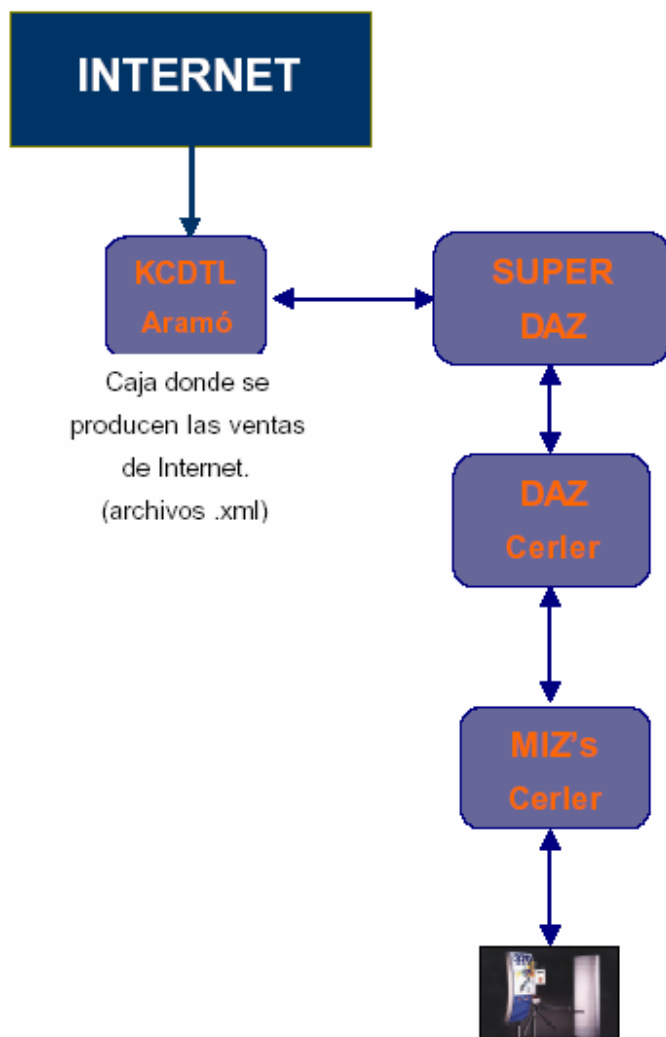 INTERNET
KCDTL
Aramó
Caja donde se
producen las ventas
de Internet.
(archivos .xml)
SUPER
DAZ
DAZ
Cerler
MIZ's
Cerler